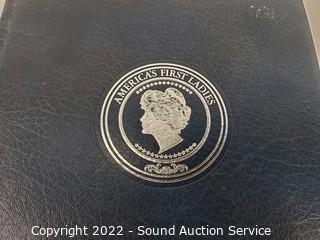 AMERICA'S FIRST LADIES
Copyright 2022 - Sound Auction Service